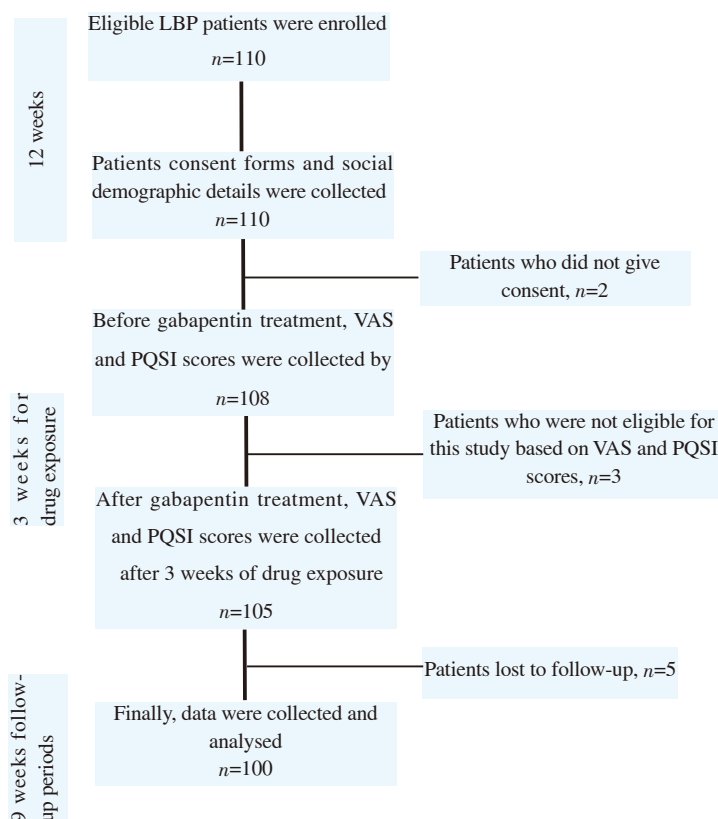 Eligible LBP patients were enrolled
n=110
12 weeks
Patients consent forms and social
demographic details were collected
n=110
Patients who did not give
consent, n=2
Before gabapentin treatment, VAS
and PQSI scores were collected by
n=108
3 weeks for
drug exposure
Patients who were not eligible for
this study based on VAS and PQSI
scores, n=3
After gabapentin treatment, VAS
and PQSI scores were collected
after 3 weeks of drug exposure
n=105
Patients lost to follow-up, n=5
9 weeks follow-
up periods
Finally, data were collected and
analysed
n=100